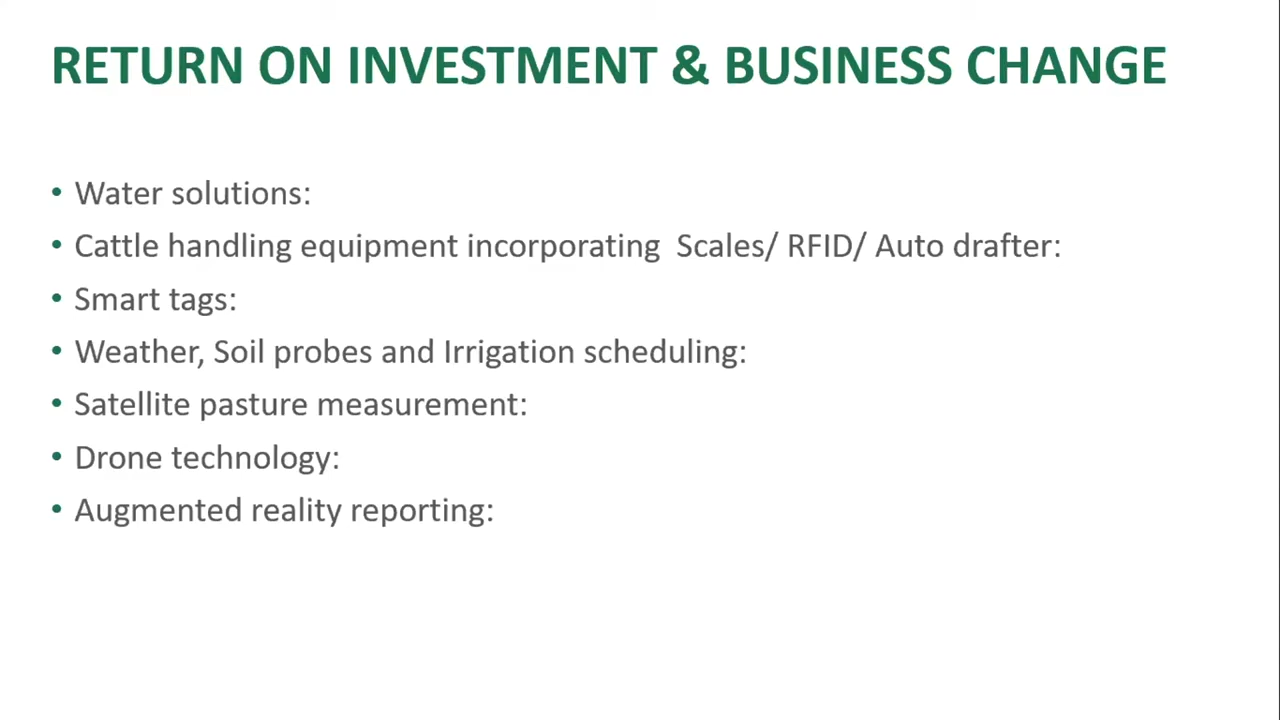 RETURN ON INVESTMENT & BUSINESS CHANGE
• Water solutions:
• Cattle handling equipment incorporating  Scales/ RFID/ Auto drafter:
• Smart tags:
• Weather, Soil probes and Irrigation scheduling:
• Satellite pasture measurement:
• Drone technology:
• Augmented reality reporting: